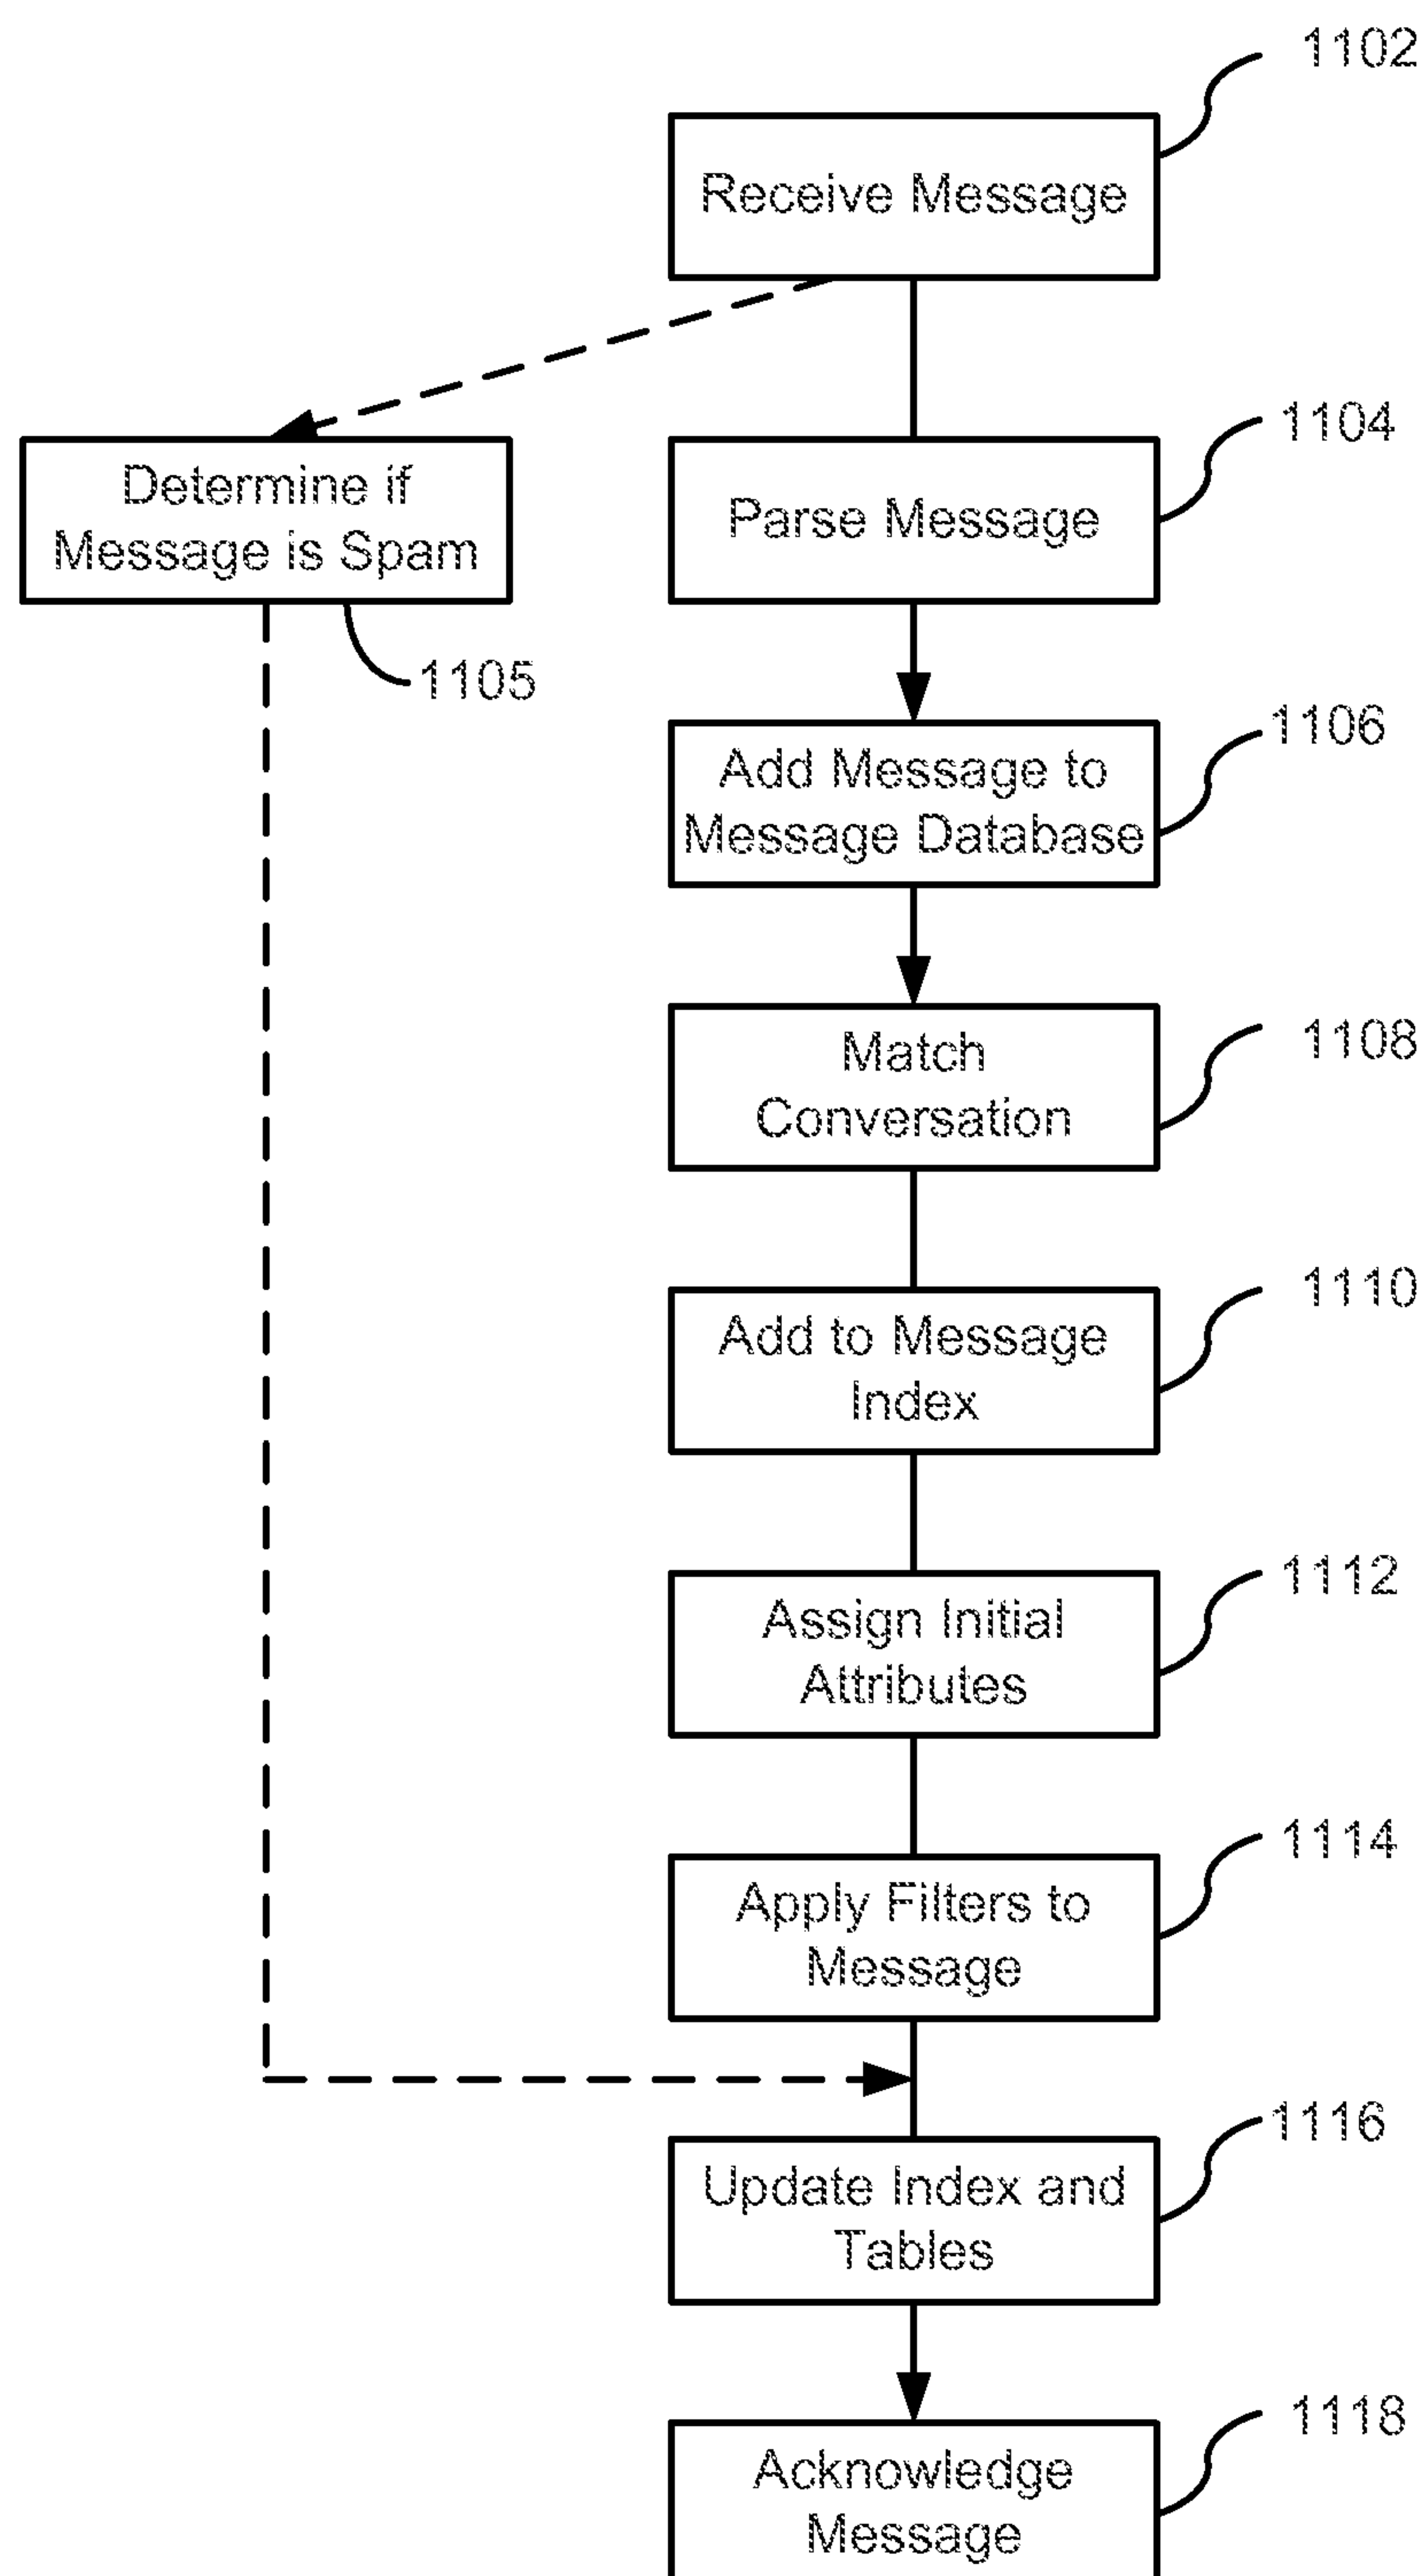 1102
Receive Message
1104
Determine if
Message is Spam
Parse Message
1105
1106
Add Message to
Message Database
1108
Match
Conversation
1110
Add to Message
Index
1112
Assign Initial
Attributes
1114
Apply Filters to
Message
1116
Update Index and
Tables
1118
Acknowledge
Message